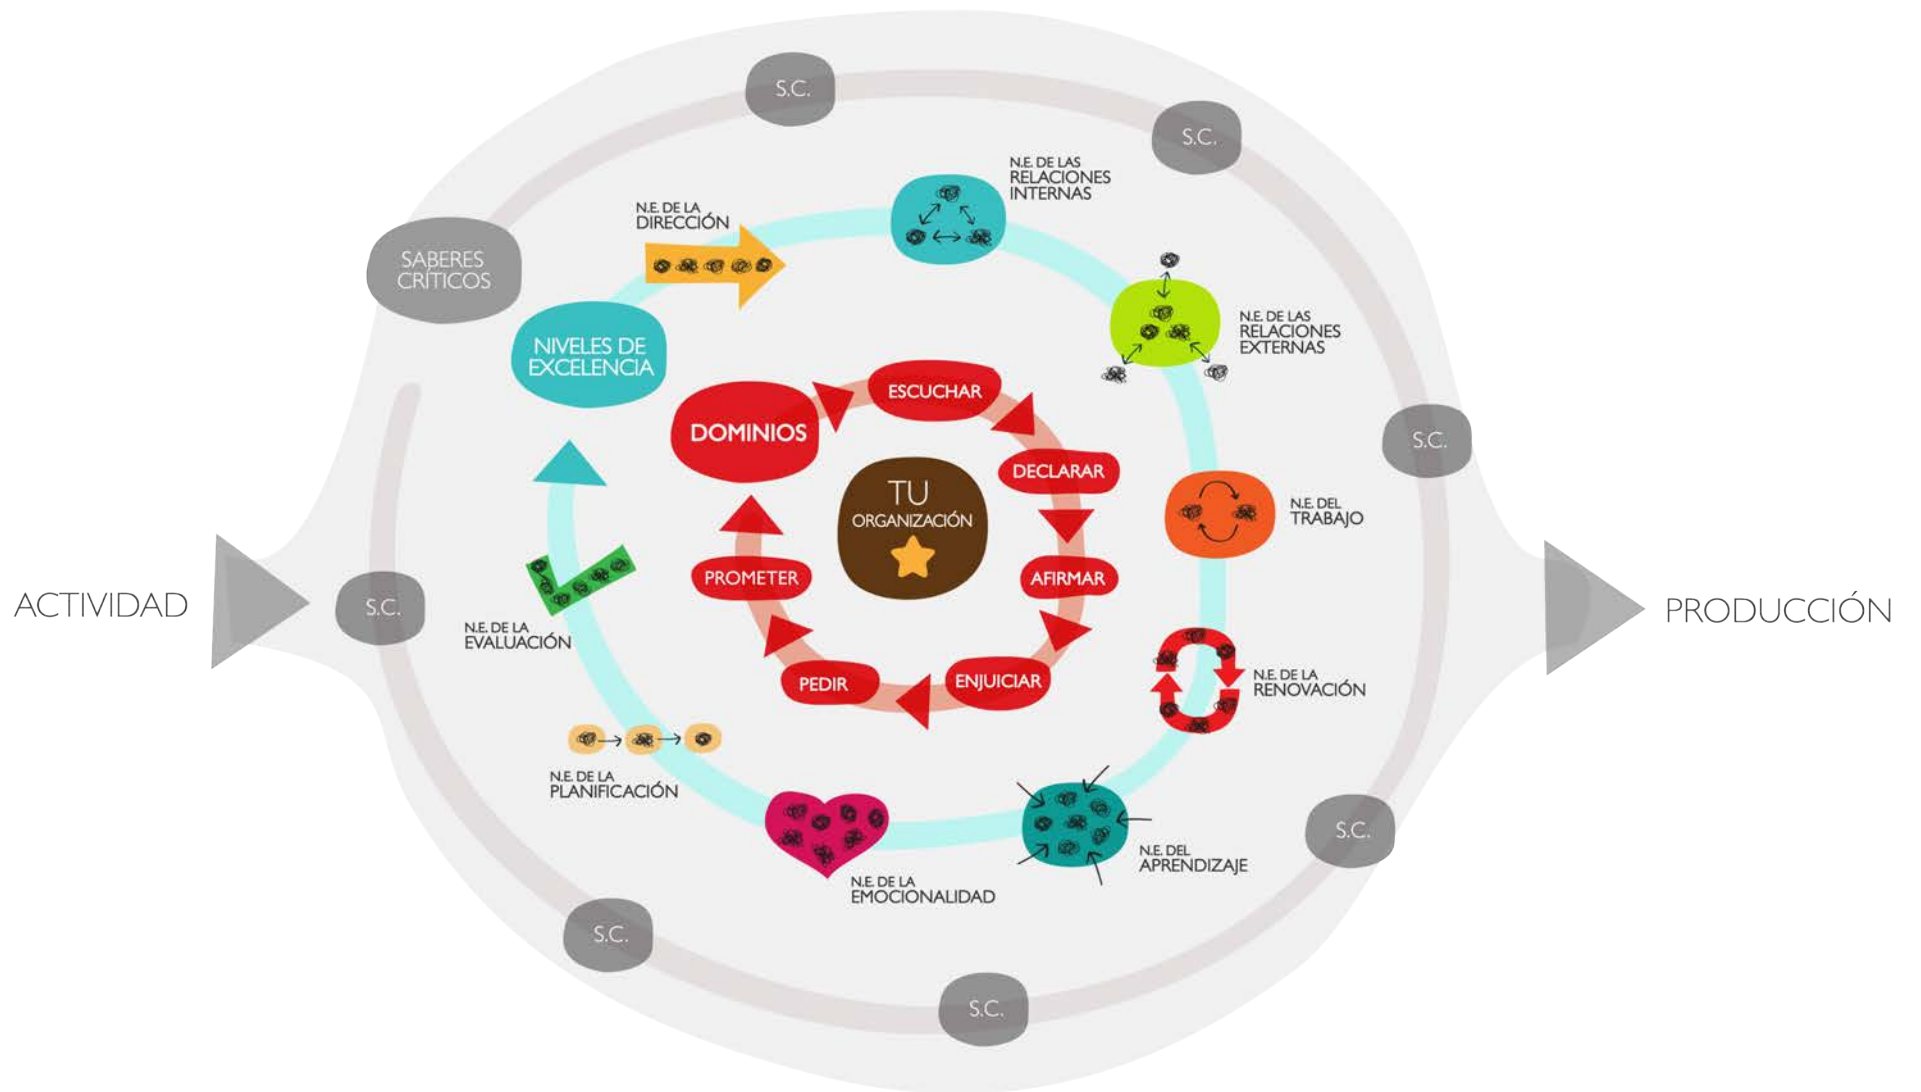 S.C.
S.C.
N.E. DE LAS
RELACIONES
INTERNAS
N.E. DE LA
DIRECCIÓN
SABERES
CRÍTICOS
NIVELES DE
EXCELENCIA
N.E. DE LAS
RELACIONES
EXTERNAS
ESCUCHAR
DOMINIOS
DECLARAR
S.C.
TU
ORGANIZACIÓN
N.E. DEL
TRABAJO
PROMETER
AFIRMAR
ACTIVIDAD
S.C.
PRODUCCIÓN
N.E. DE LA
EVALUACIÓN
PEDIR
ENJUICIAR
N.E. DE LA
RENOVACIÓN
N.E. DE LA
PLANIFICACIÓN
S.C.
N.E. DEL
APRENDIZAJE
N.E. DE LA
EMOCIONALIDAD
S.C.
S.C.